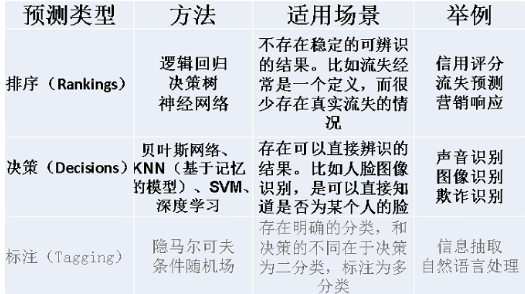 预测类型 方法 适用场景 举例
排序（Rankings）
逻辑回归
决策树
神经网络
不存在稳定的可辨识
的结果。比如流失经
常是一个定义，而很
少存在真实流失的情
况
信用评分
流失预测
营销响应
决策（Decisions）
贝叶斯网络、
KNN（基于记忆
的模型）、SVM、
深度学习
存在可以直接辨识的
结果。比如人脸图像
识别，是可以直接知
道是否为某个人的脸
声音识别
图像识别
欺诈识别
标注（Tagging）
隐马尔可夫
条件随机场
存在明确的分类，和
决策的不同在于决策
为二分类，标注为多
分类
信息抽取
自然语言处理